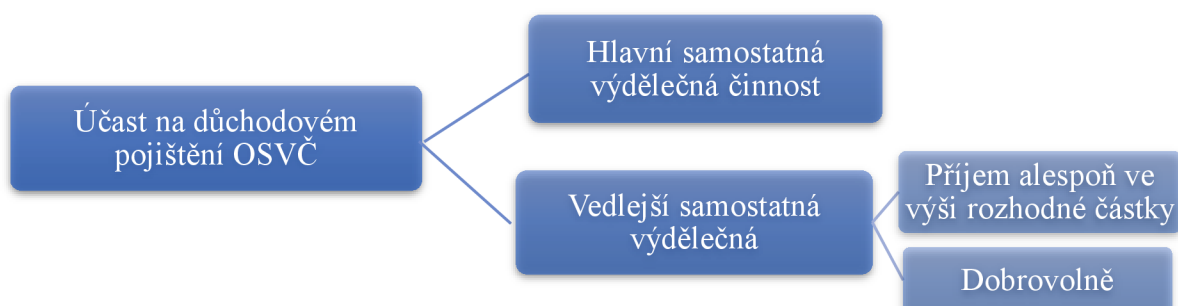 Hlavní samostatná
výdělečná činnost
Účast na důchodovém
pojištění OSVČ
Vedlejší samostatná
výdělečná
Příjem alespoň ve
výši rozhodné částky
Dobrovolně